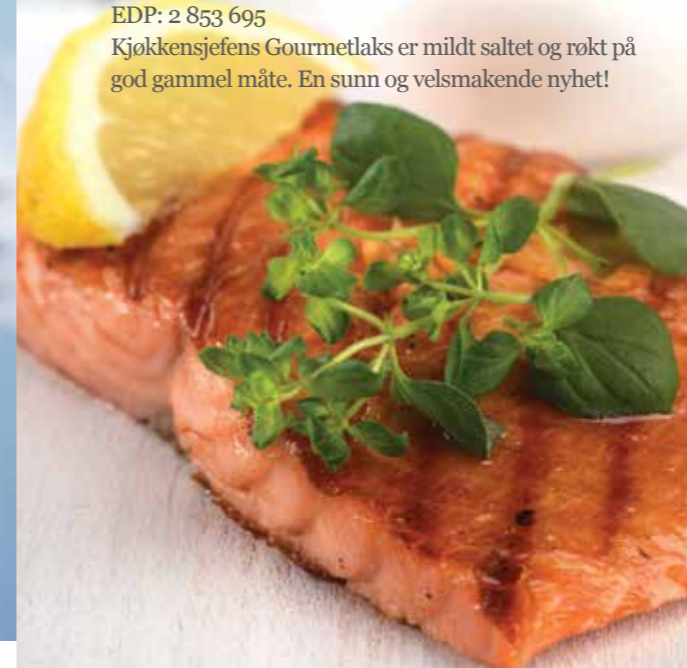 EDP: 2 853 695
Kjøkkensjefens Gourmetlaks er mildt saltet og røkt på
god gammel måte. En sunn og velsmakende nyhet!